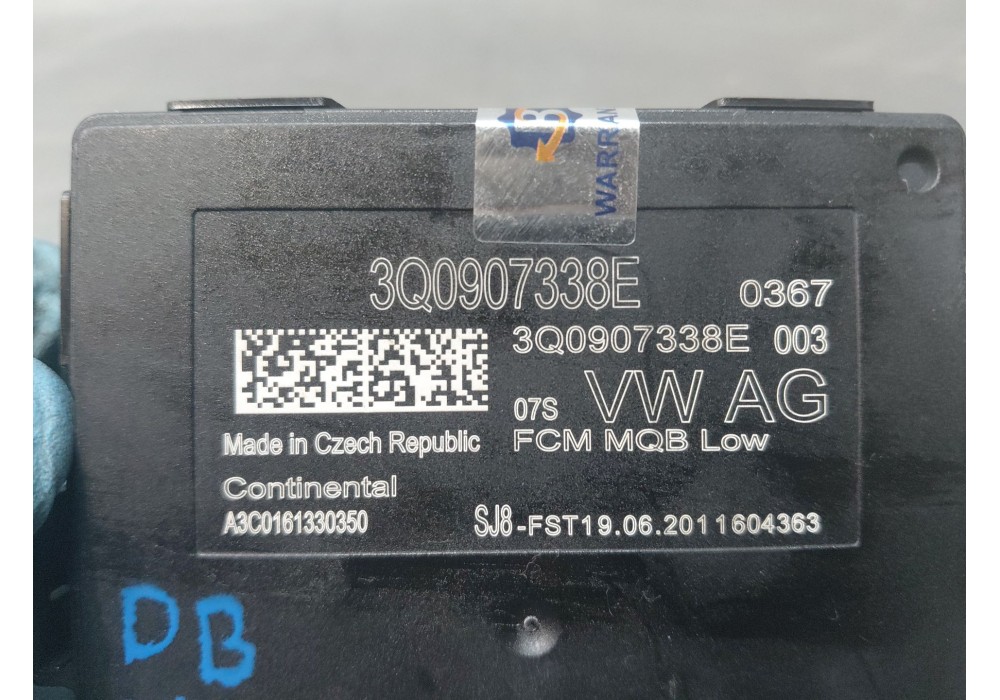 B
WARRAN
3Q0907338E
0367
3Q0907338E 003
07S VW AG
Made in Czech Republic
FCM MQB Low
Continental
A3C0161330350
SJ8-FST19.06.2011604363
DB